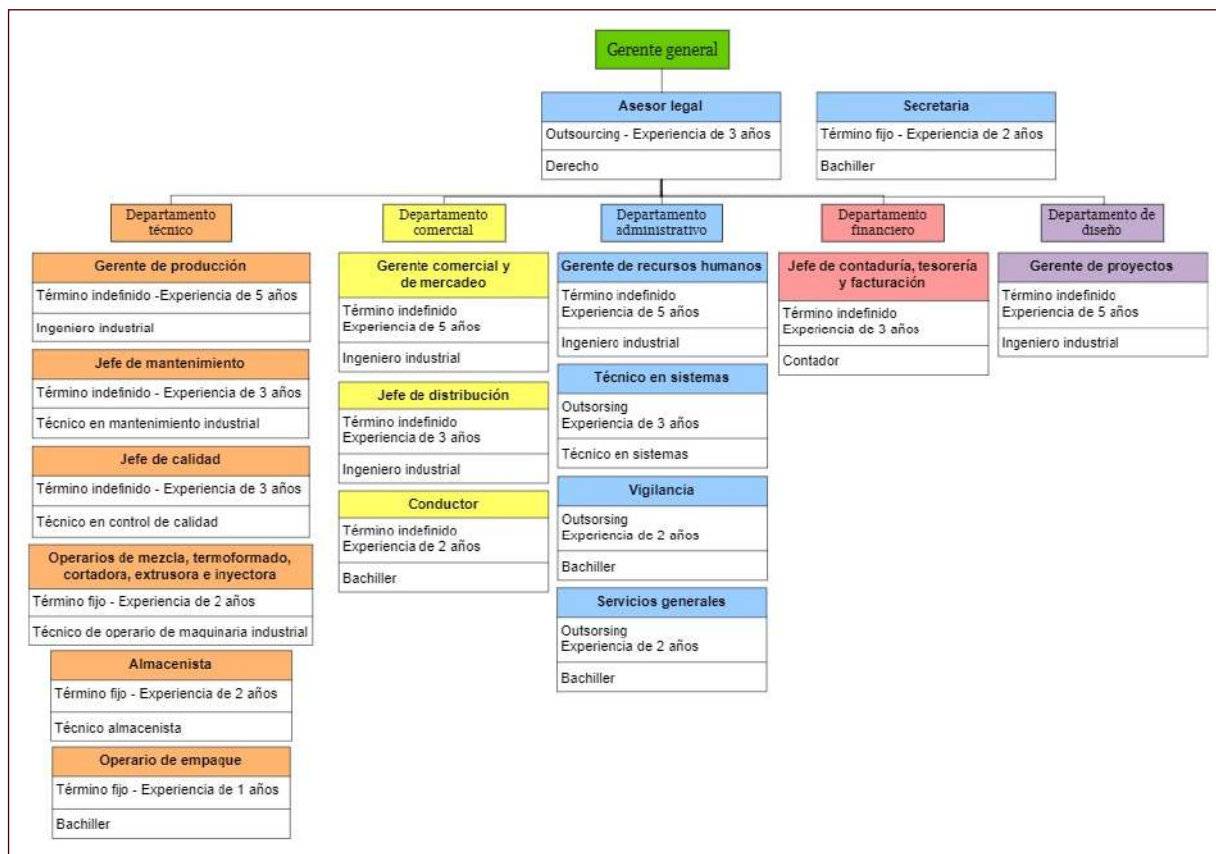 Gerente general
Asesor legal
Outsourcing - Experiencia de 3 años
Derecho
Secretaria
Término fijo - Experiencia de 2 años
Bachiller
Departamento
técnico
Gerente de producción
Término indefinido -Experiencia de 5 años
Ingeniero industrial
Jefe de mantenimiento
Término indefinido - Experiencia de 3 años
Técnico en mantenimiento industrial
Jefe de calidad
Término indefinido - Experiencia de 3 años
Técnico en control de calidad
Operarios de mezcla, termoformado,
cortadora, extrusora e inyectora
Término fijo - Experiencia de 2 años
Técnico de operario de maquinaria industrial
Almacenista
Término fijo - Experiencia de 2 años
Técnico almacenista
Operario de empaque
Término fijo - Experiencia de 1 años
Bachiller
Departamento
comercial
Gerente comercial y
de mercadeo
Término indefinido
Experiencia de 5 años
Ingeniero industrial
Jefe de distribución
Término indefinido
Experiencia de 3 años
Ingeniero industrial
Conductor
Término indefinido
Experiencia de 2 años
Bachiller
Departamento
administrativo
Gerente de recursos humanos
Término indefinido
Experiencia de 5 años
Ingeniero industrial
Técnico en sistemas
Outsorsing
Experiencia de 3 años
Técnico en sistemas
Vigilancia
Outsorsing
Experiencia de 2 años
Bachiller
Servicios generales
Outsorsing
Experiencia de 2 años
Bachiller
Departamento
financiero
Jefe de contaduría, tesorería
y facturación
Término indefinido
Experiencia de 3 años
Contador
Departamento de
diseño
Gerente de proyectos
Término indefinido
Experiencia de 5 años
Ingeniero industrial